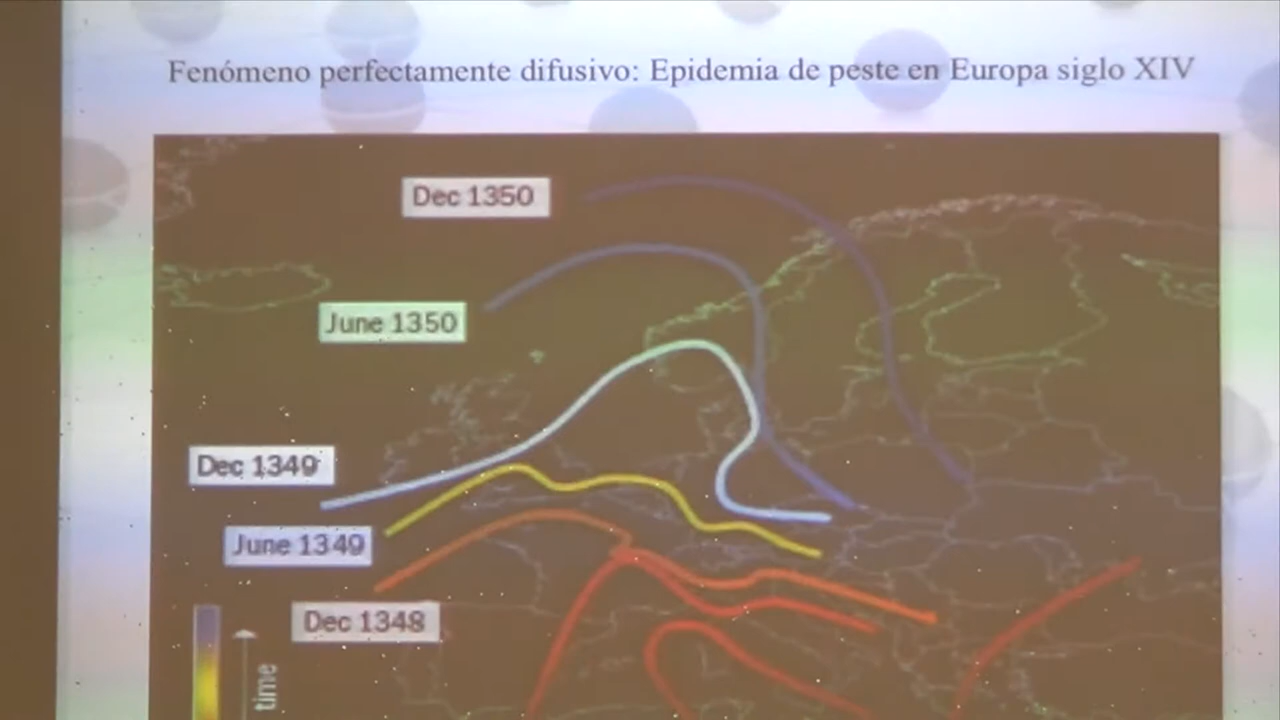 Fenómeno perfectamente difusivo: Epidemia de peste en Europa siglo XIV
Dec 1350
June 1350
Dec 1349
June 1349
Dec 1348
time